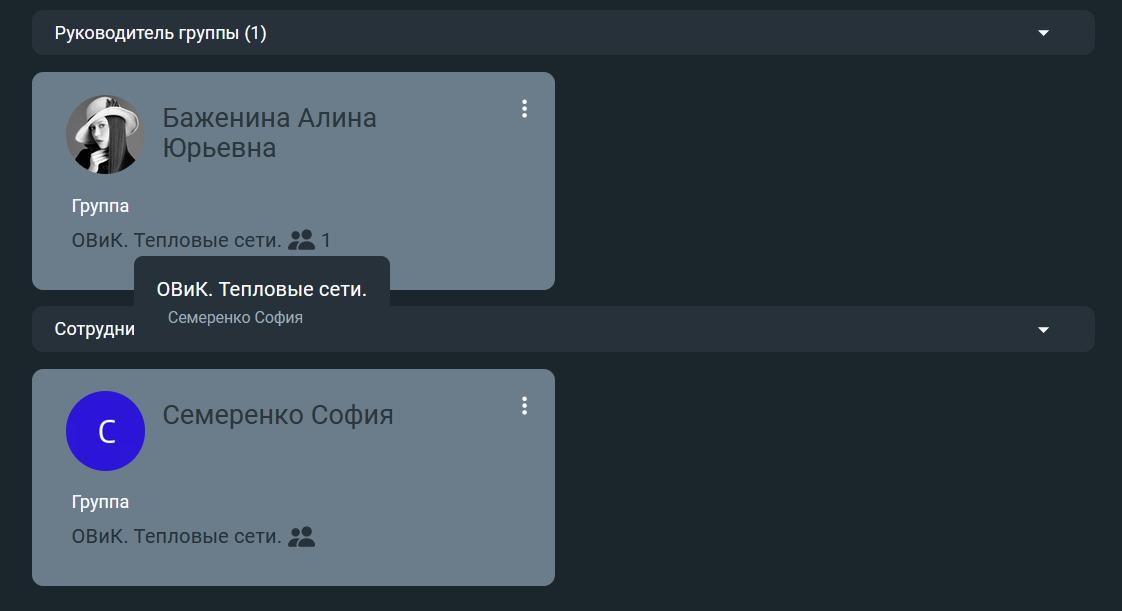 Руководитель группы (1)
Баженина Алина
Юрьевна
Группа
ОВиК. Тепловые сети. 1
ОВиК. Тепловые сети.
Семеренко София
Сотрудни
С
Семеренко София
Группа
ОВиК. Тепловые сети.